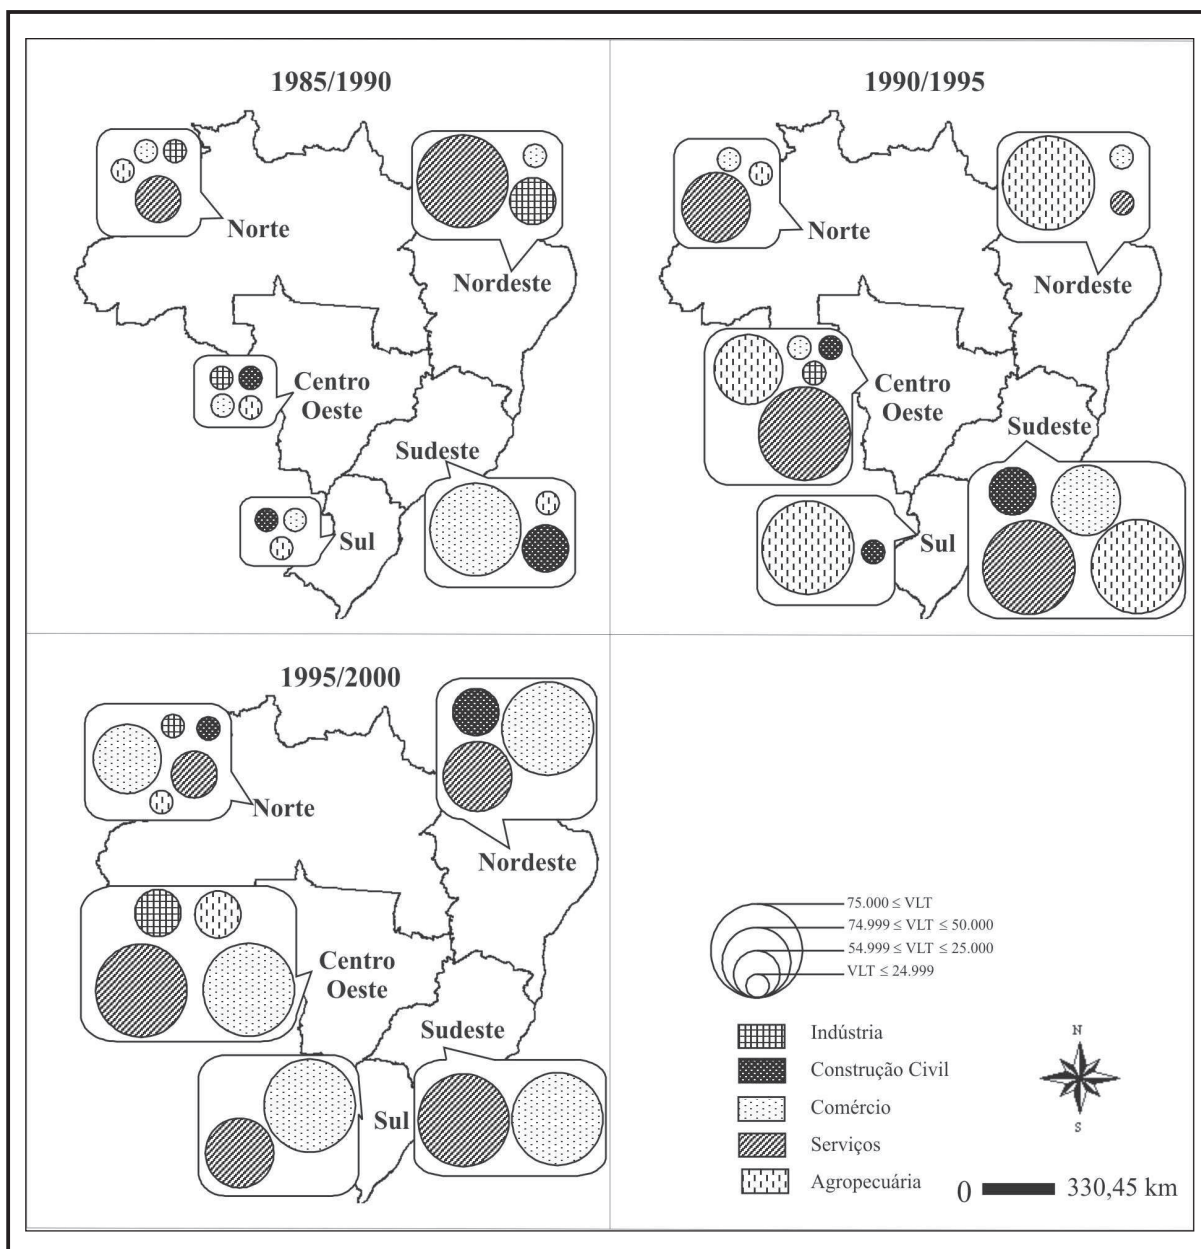 1985/1990
Norte
Nordeste
Centro
Oeste
Sudeste
Sul
1990/1995
Norte
Nordeste
Centro
Oeste
Sudeste
Sul
1995/2000
Norte
Nordeste
Centro
Oeste
Sudeste
Sul
75.000 ≤ VLT
74.999 ≤ VLT ≤ 50.000
54.999 ≤ VLT ≤ 25.000
VLT ≤ 24.999
Indústria
Construção Civil
Comércio
Serviços
Agropecuária
N
S
0 330,45 km